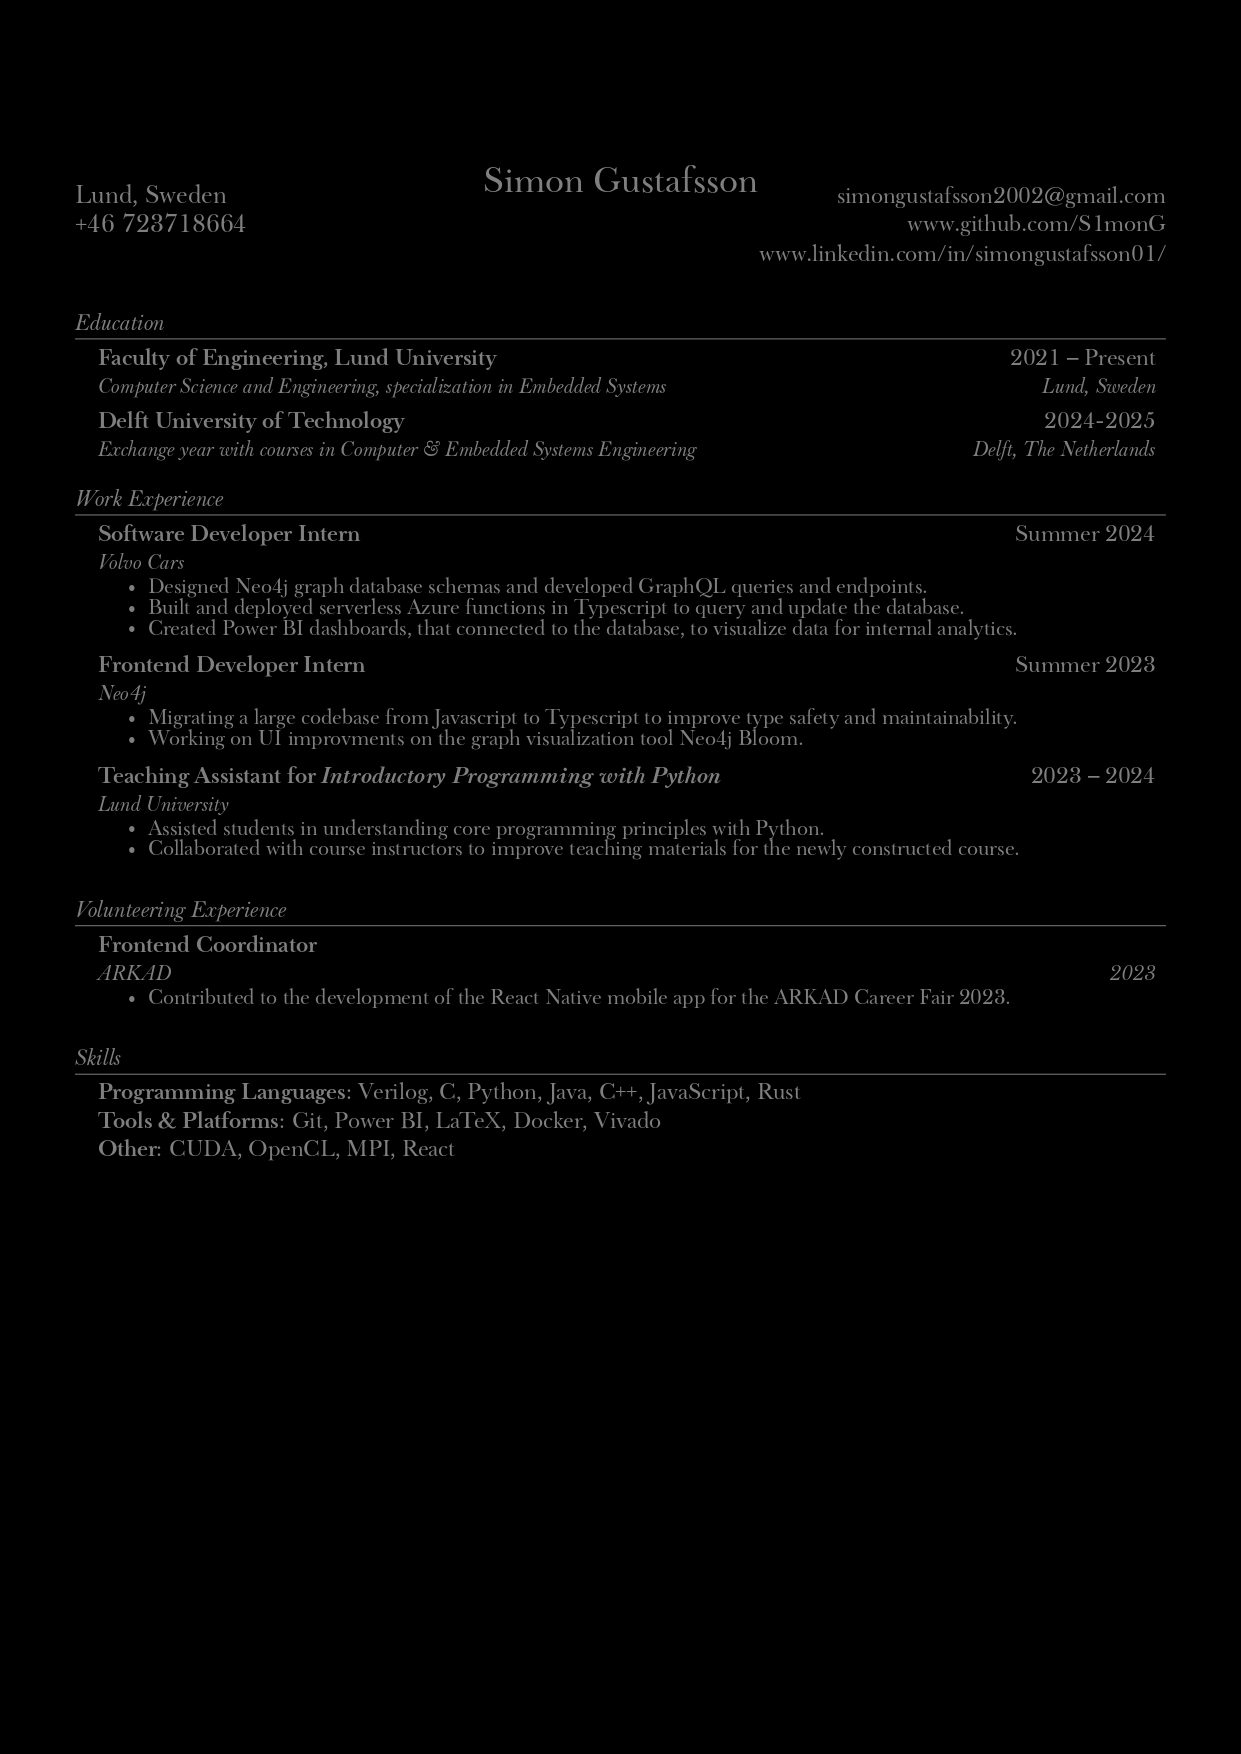 Simon Gustafsson
Lund, Sweden
+46 723718664
simongustafsson2002@gmail.com
www.github.com/S1monG
www.linkedin.com/in/simongustafsson01/
Education
Faculty of Engineering, Lund University 2021 – Present
Computer Science and Engineering, specialization in Embedded Systems Lund, Sweden
Delft University of Technology 2024-2025
Exchange year with courses in Computer & Embedded Systems Engineering Delft, The Netherlands
Work Experience
Software Developer Intern Summer 2024
Volvo Cars
• Designed Neo4j graph database schemas and developed GraphQL queries and endpoints.
• Built and deployed serverless Azure functions in Typescript to query and update the database.
• Created Power BI dashboards, that connected to the database, to visualize data for internal analytics.
Frontend Developer Intern Summer 2023
Neo4j
• Migrating a large codebase from Javascript to Typescript to improve type safety and maintainability.
• Working on UI improvments on the graph visualization tool Neo4j Bloom.
Teaching Assistant for Introductory Programming with Python 2023 – 2024
Lund University
• Assisted students in understanding core programming principles with Python.
• Collaborated with course instructors to improve teaching materials for the newly constructed course.
Volunteering Experience
Frontend Coordinator
ARKAD 2023
• Contributed to the development of the React Native mobile app for the ARKAD Career Fair 2023.
Skills
Programming Languages: Verilog, C, Python, Java, C++, JavaScript, Rust
Tools & Platforms: Git, Power BI, LaTeX, Docker, Vivado
Other: CUDA, OpenCL, MPI, React